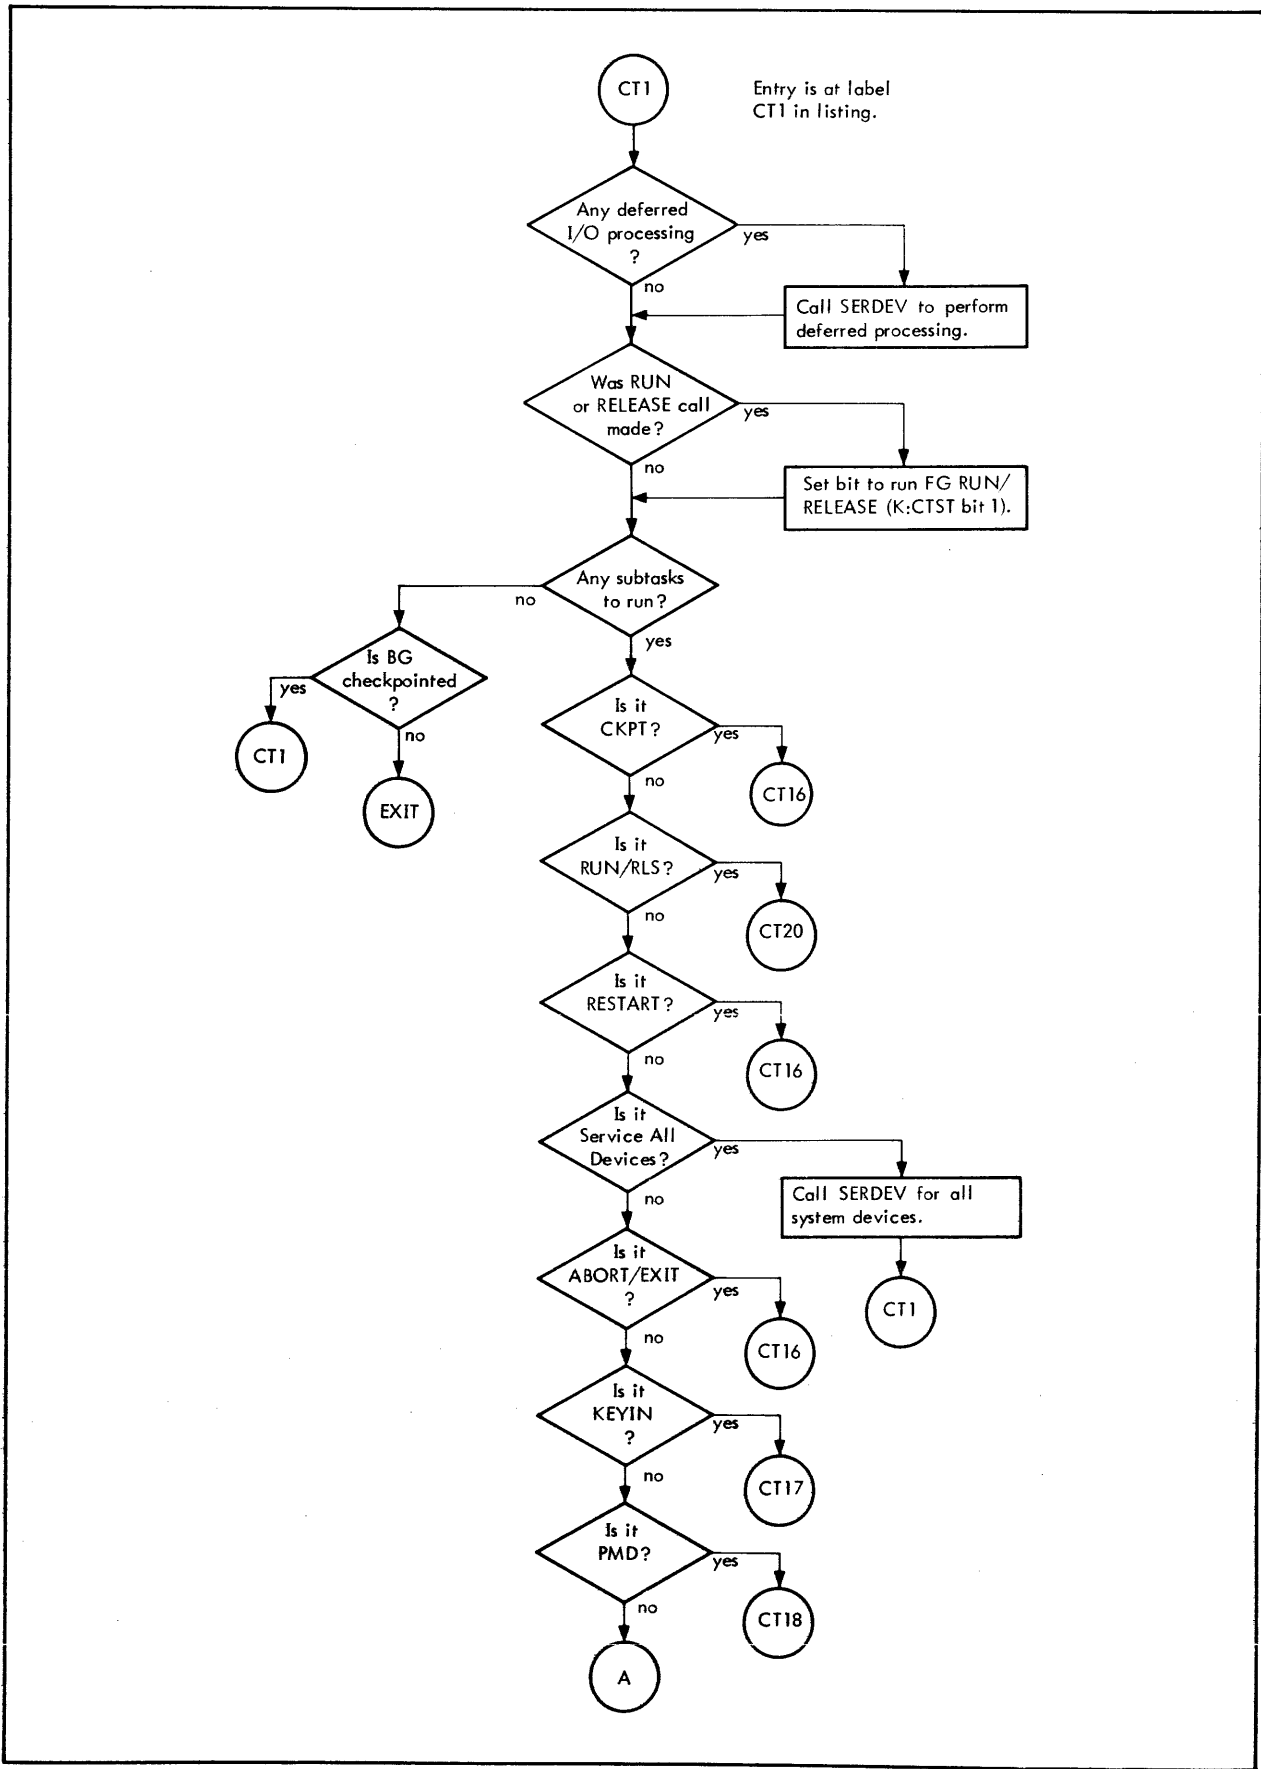 CT1
Entry is at label
CT1 in listing.
Any deferred
I/O processing
?
yes
no
Call SERDEV to perform
deferred processing.
Was RUN
or RELEASE call
made?
yes
no
Set bit to run FG RUN/
RELEASE (K:CTST bit 1).
Any subtasks
to run?
no
yes
Is BG
checkpointed
?
yes
no
CT1
EXIT
Is it
CKPT?
yes
no
CT16
Is it
RUN/RLS?
yes
no
CT20
Is it
RESTART?
yes
no
CT16
Is it
Service All
Devices?
yes
no
Call SERDEV for all
system devices.
CT1
Is it
ABORT/EXIT
?
yes
no
CT16
Is it
KEYIN
?
yes
no
CT17
Is it
PMD?
yes
no
CT18
A